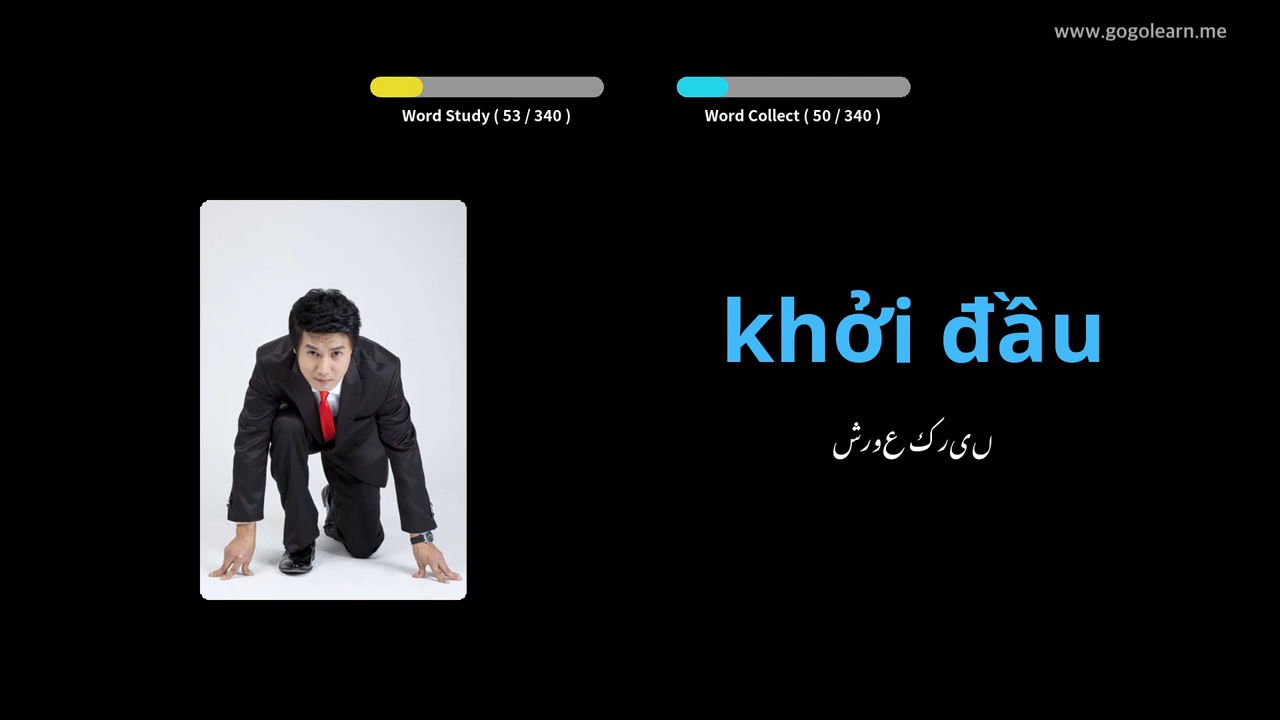 www.gogolearn.me
Word Study ( 53 / 340 )
Word Collect ( 50 / 340 )
khởi đầu
شروع کریں